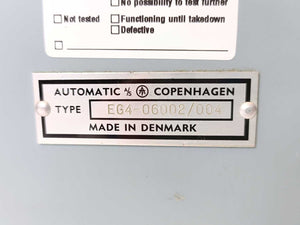 No possibility to test further
Not tested Functioning until takedown
Defective
AUTOMATIC A/S COPENHAGEN
TYPE EG4-06002/004
MADE IN DENMARK